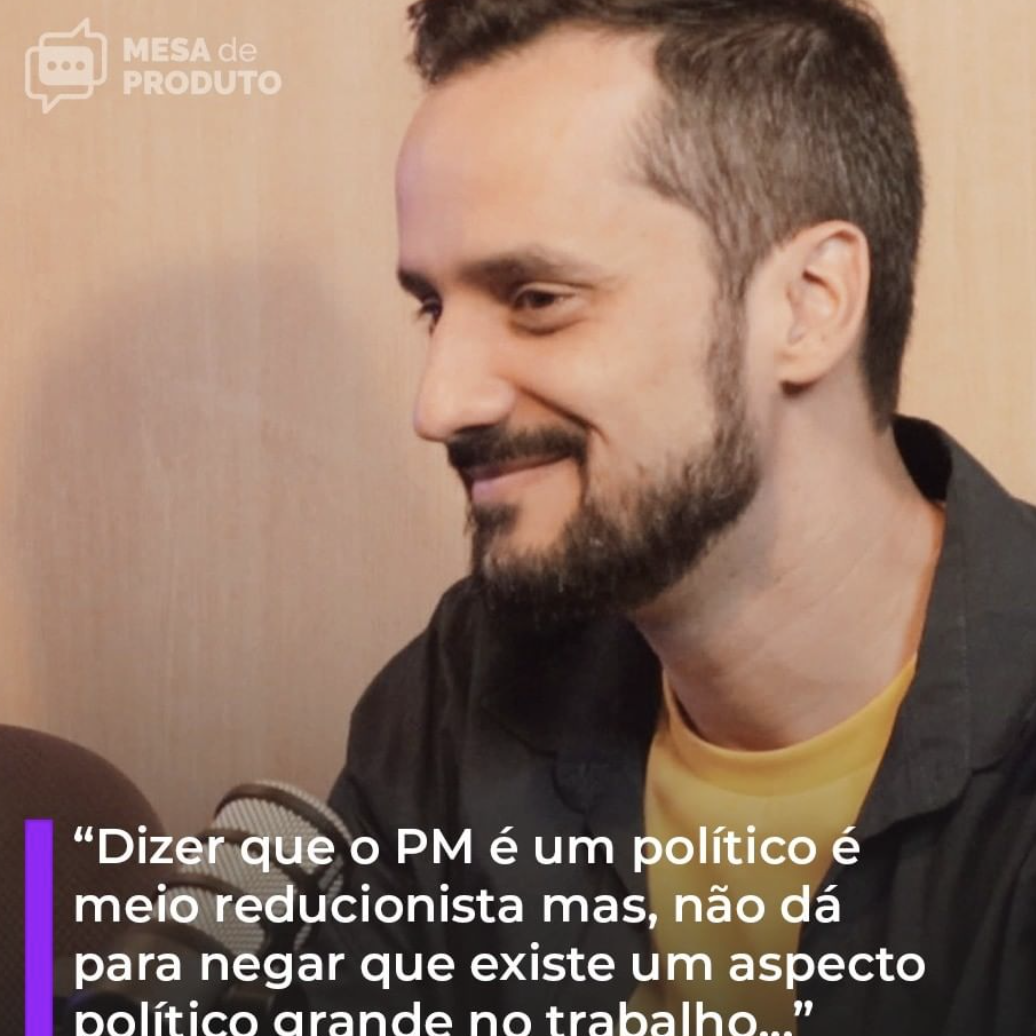 MESA de
PRODUTO
“Dizer que o PM é um político é
meio reducionista mas, não dá
para negar que existe um aspecto
político grande no trabalho...”